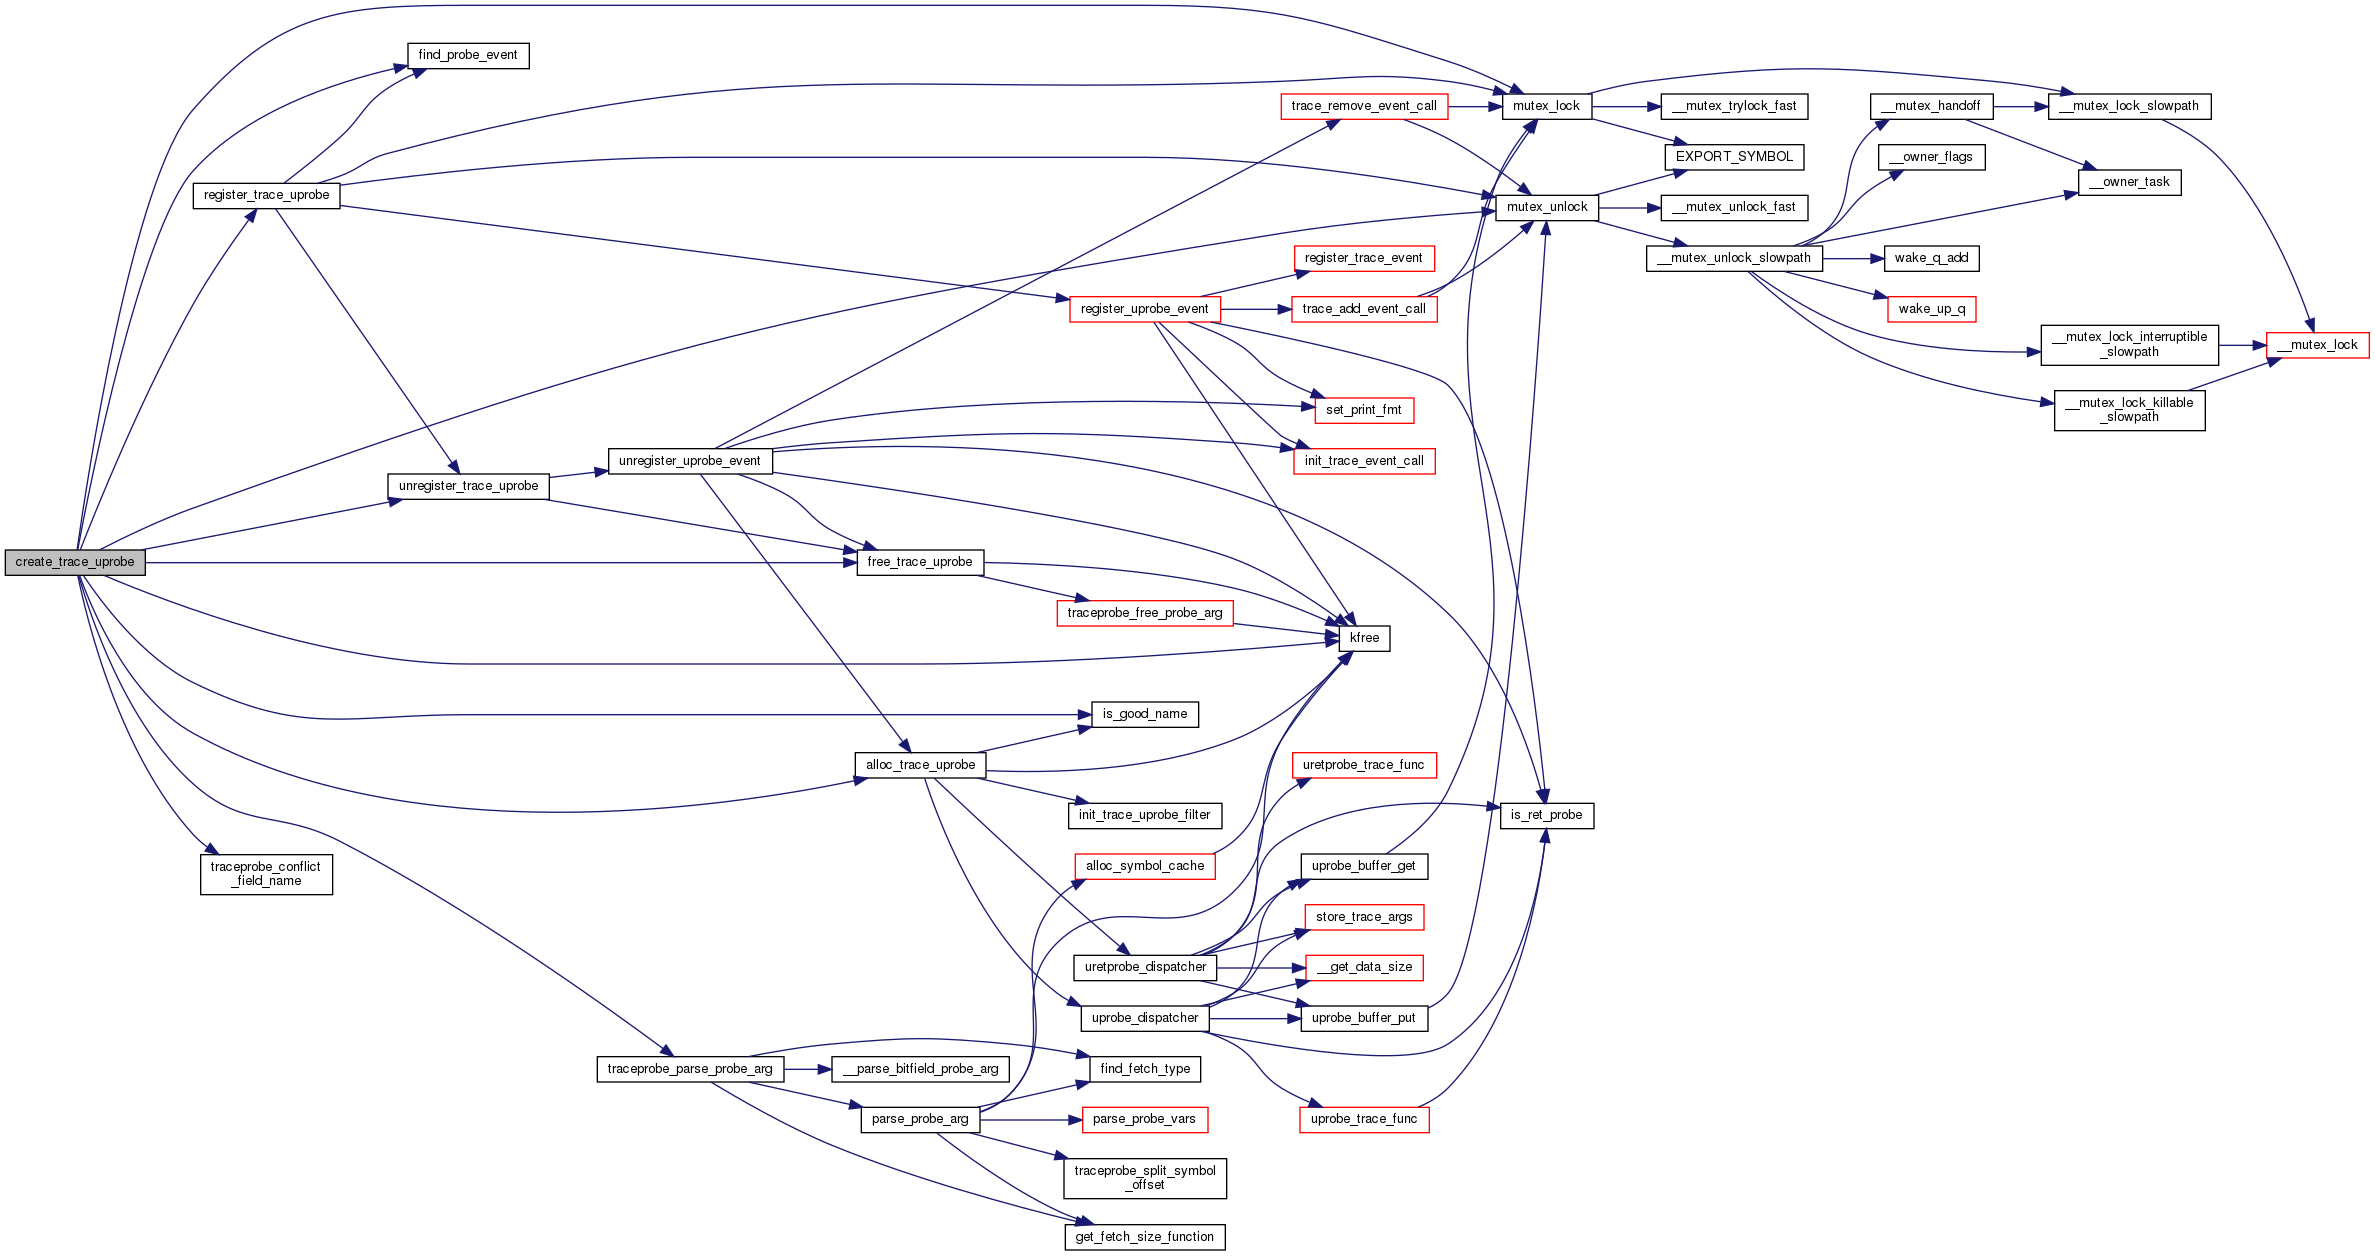 find_probe_event
trace_remove_event_call
mutex_lock
__mutex_trylock_fast
__mutex_handoff
__mutex_lock_slowpath
EXPORT_SYMBOL
__owner_flags
__owner_task
register_trace_uprobe
mutex_unlock
__mutex_unlock_fast
register_trace_event
__mutex_unlock_slowpath
wake_q_add
register_uprobe_event
trace_add_event_call
wake_up_q
__mutex_lock_interruptible
_slowpath
__mutex_lock
set_print_fmt
__mutex_lock_killable
_slowpath
unregister_uprobe_event
init_trace_event_call
unregister_trace_uprobe
create_trace_uprobe
free_trace_uprobe
traceprobe_free_probe_arg
kfree
is_good_name
alloc_trace_uprobe
uretprobe_trace_func
init_trace_uprobe_filter
is_ret_probe
traceprobe_conflict
_field_name
alloc_symbol_cache
uprobe_buffer_get
store_trace_args
uretprobe_dispatcher
__get_data_size
uprobe_dispatcher
uprobe_buffer_put
traceprobe_parse_probe_arg
__parse_bitfield_probe_arg
find_fetch_type
parse_probe_arg
parse_probe_vars
uprobe_trace_func
traceprobe_split_symbol
_offset
get_fetch_size_function